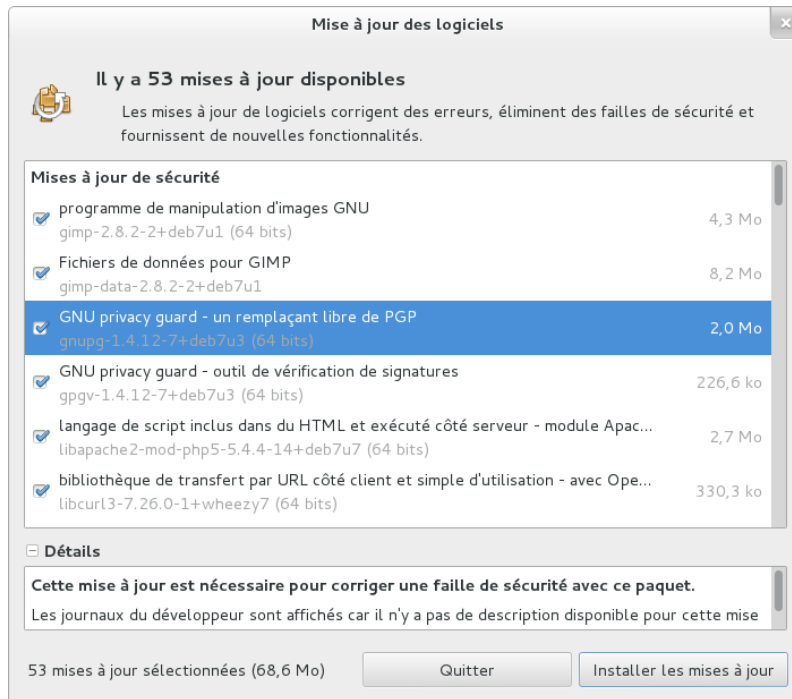 Mise à jour des logiciels
Il y a 53 mises à jour disponibles
Les mises à jour de logiciels corrigent des erreurs, éliminent des failles de sécurité et
fournissent de nouvelles fonctionnalités.
Mises à jour de sécurité
programme de manipulation d'images GNU
gimp-2.8.2-2+deb7u1 (64 bits)
4,3 Mo
Fichiers de données pour GIMP
gimp-data-2.8.2-2+deb7u1
8,2 Mo
GNU privacy guard - un remplaçant libre de PGP
gnupg-1.4.12-7+deb7u3 (64 bits)
2,0 Mo
GNU privacy guard - outil de vérification de signatures
gpgv-1.4.12-7+deb7u3 (64 bits)
226,6 ko
langage de script inclus dans du HTML et exécuté côté serveur - module Apac...
libapache2-mod-php5-5.4.4-14+deb7u7 (64 bits)
2,7 Mo
bibliothèque de transfert par URL côté client et simple d'utilisation - avec Ope...
libcurl3-7.26.0-1+wheezy7 (64 bits)
330,3 ko
Détails
Cette mise à jour est nécessaire pour corriger une faille de sécurité avec ce paquet.
Les journaux du développeur sont affichés car il n'y a pas de description disponible pour cette mise
53 mises à jour sélectionnées (68,6 Mo)
Quitter
Installer les mises à jour